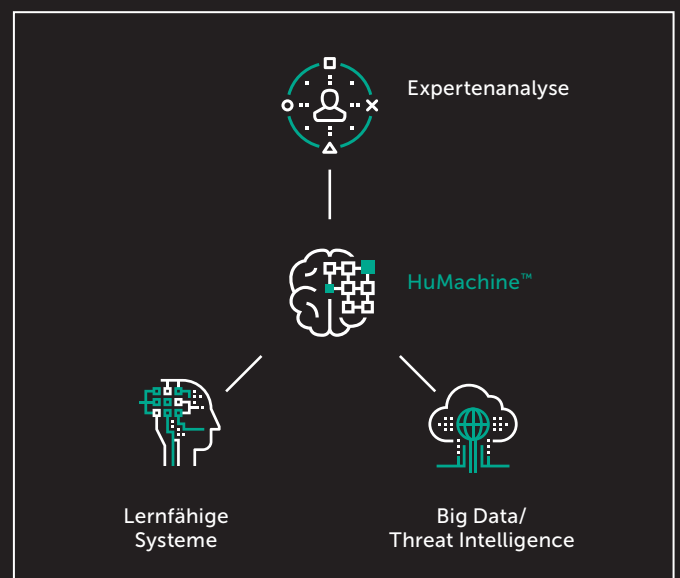 Expertenanalyse
HuMachine™
Lernfähige
Systeme
Big Data/
Threat Intelligence